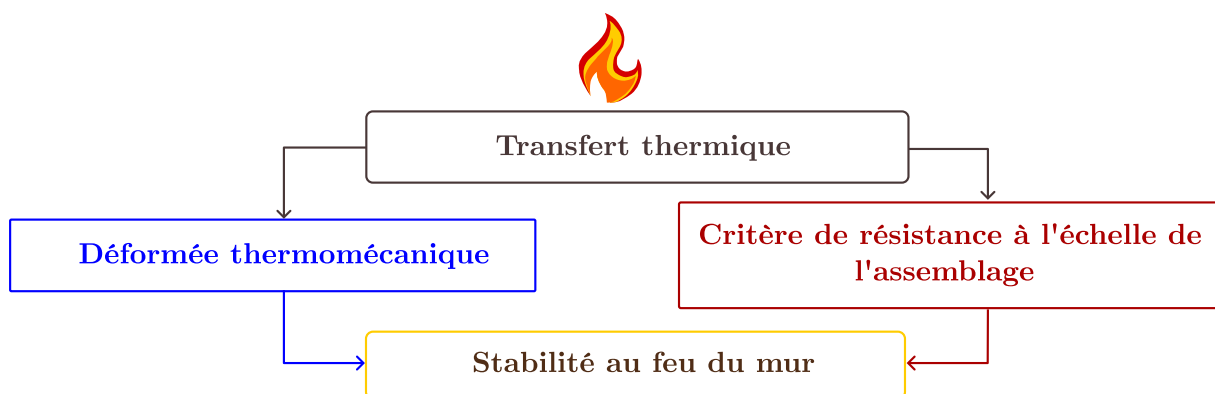 Transfert thermique
Déformée thermomécanique
Critère de résistance à l'échelle de
l'assemblage
Stabilité au feu du mur